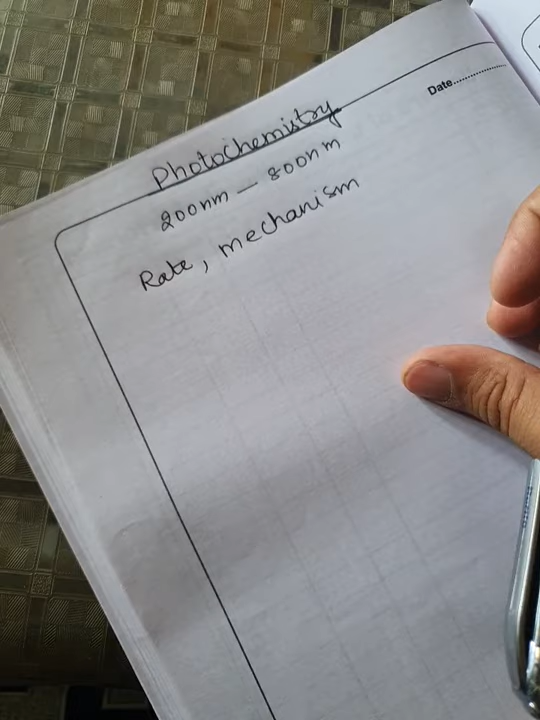 Date...............
Photochemistry
200nm – 800nm
Rate, mechanism